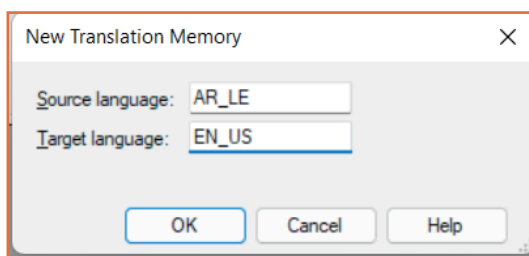 New Translation Memory
Source language: AR_LE
Target language: EN_US
OK Cancel Help